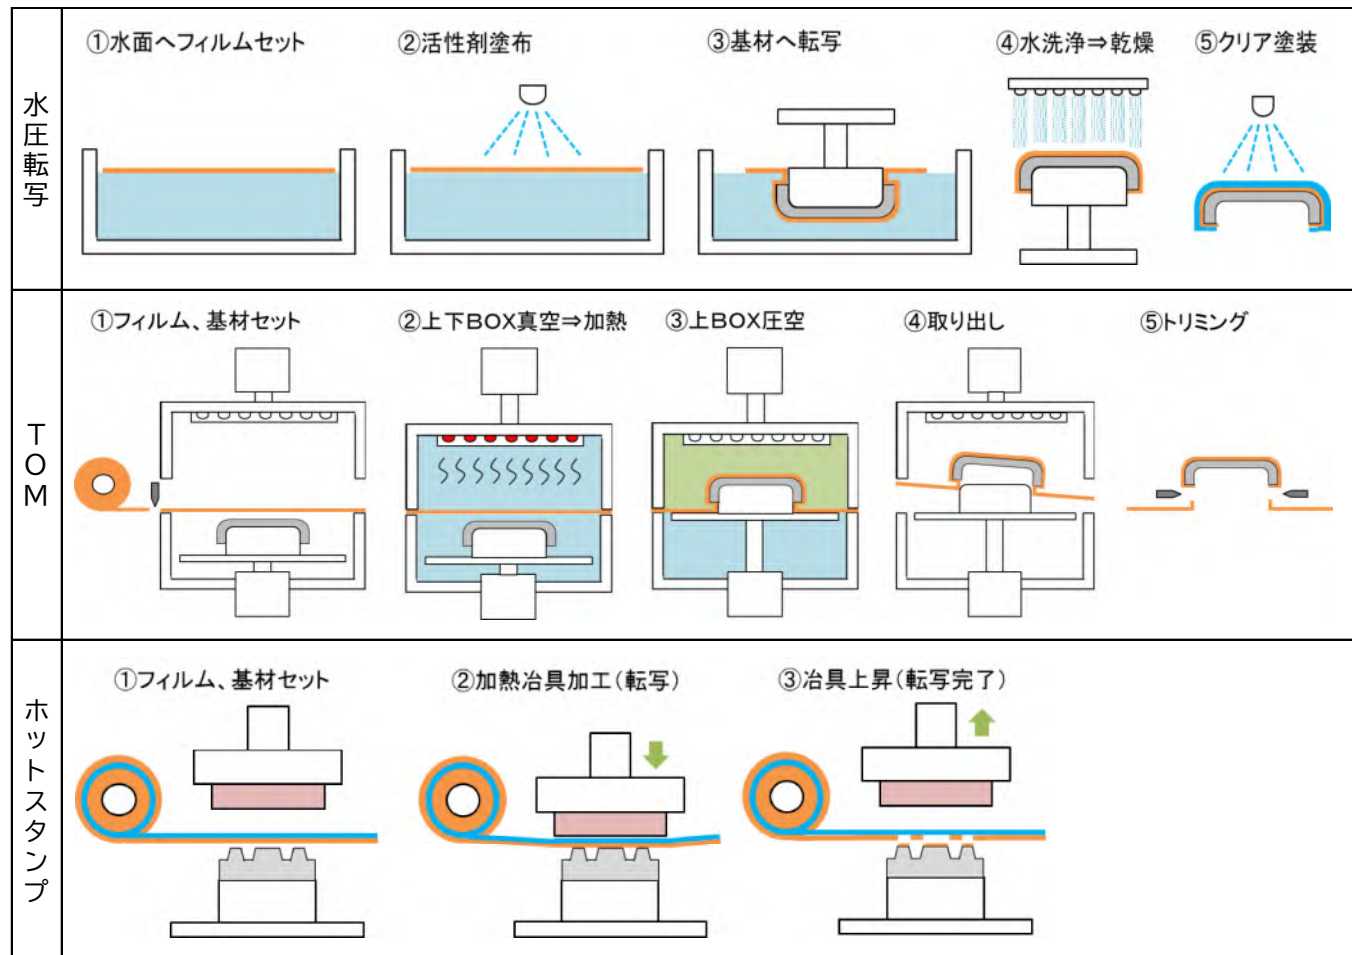 水圧転写
①水面へフィルムセット
②活性剤塗布
③基材へ転写
④水洗浄⇒乾燥
⑤クリア塗装
TOM
①フィルム、基材セット
②上下BOX真空⇒加熱
③上BOX圧空
④取り出し
⑤トリミング
ホットスタンプ
①フィルム、基材セット
②加熱冶具加工(転写)
③冶具上昇(転写完了)